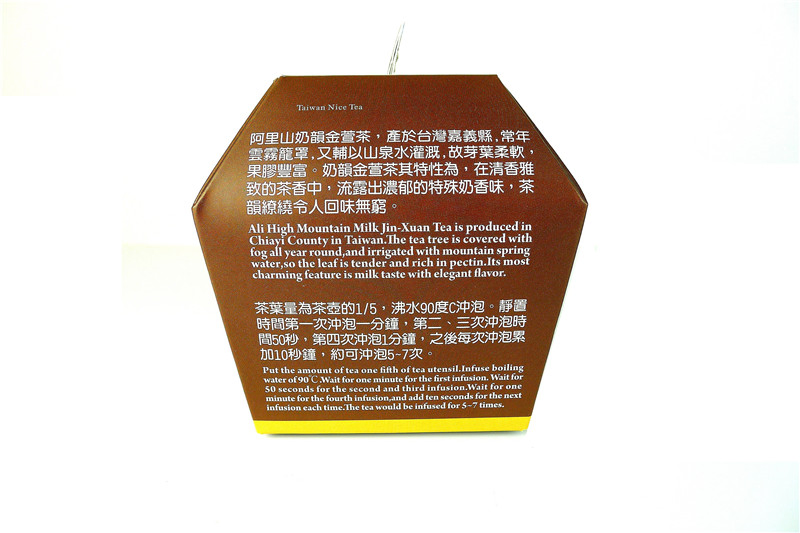 Taiwan Nice Tea
阿里山奶韻金萱茶，產於台灣嘉義縣，常年
雲霧籠罩，又輔以山泉水灌溉，故芽葉柔軟，
果膠豐富。奶韻金萱茶其特性為，在清香雅
致的茶香中，流露出濃郁的特殊奶香味，茶
韻繚繞令人回味無窮。
Ali High Mountain Milk Jin-Xuan Tea is produced in
Chiayi County in Taiwan.The tea tree is covered with
fog all year round,and irrigated with mountain spring
water,so the leaf is tender and rich in pectin.Its most
charming feature is milk taste with elegant flavor.
茶葉量為茶壺的1/5，沸水90度C沖泡。靜置
時間第一次沖泡一分鐘，第二、三次沖泡時
間50秒，第四次沖泡1分鐘，之後每次沖泡累
加10秒鐘，約可沖泡5~7次。
Put the amount of tea one fifth of tea utensil.Infuse boiling
water of 90℃.Wait for one minute for the first infusion. Wait for
50 seconds for the second and third infusion.Wait for one
minute for the fourth infusion,and add ten seconds for the next
infusion each time.The tea would be infused for 5~7 times.